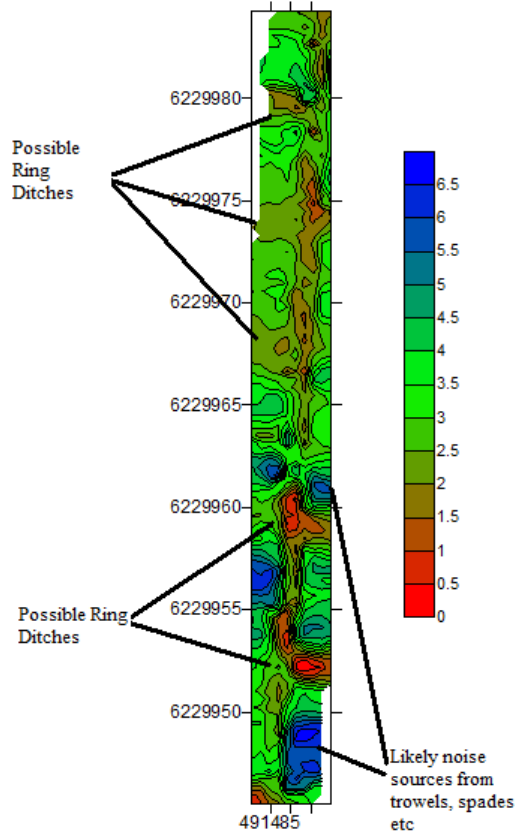 6229980
Possible
Ring
Ditches
6229975
6229970
6229965
6229960
6229955
6229950
491485
6.5
6
5.5
5
4.5
4
3.5
3
2.5
2
1.5
1
0.5
0
Possible Ring
Ditches
Likely noise
sources from
trowels, spades
etc